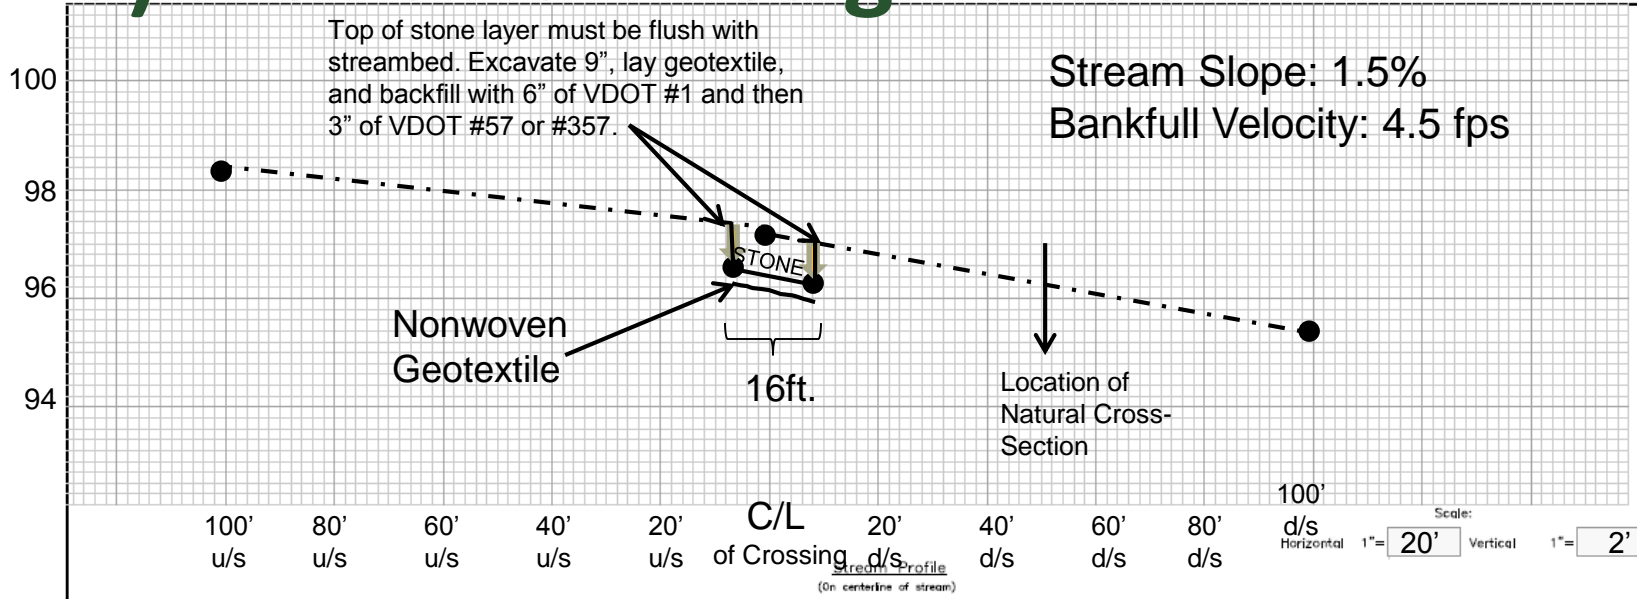 Top of stone layer must be flush with
streambed. Excavate 9”, lay geotextile,
and backfill with 6” of VDOT #1 and then
3” of VDOT #57 or #357.
Stream Slope: 1.5%
Bankfull Velocity: 4.5 fps
100
98
96
94
STONE
Nonwoven
Geotextile
16ft.
Location of
Natural Cross-
Section
100’ u/s
80’ u/s
60’ u/s
40’ u/s
20’ u/s
C/L
of Crossing
20’ d/s
40’ d/s
60’ d/s
80’ d/s
100’ d/s
Scale:
Horizontal 1"= 20’ Vertical 1"= 2’
Stream Profile
(On centerline of stream)